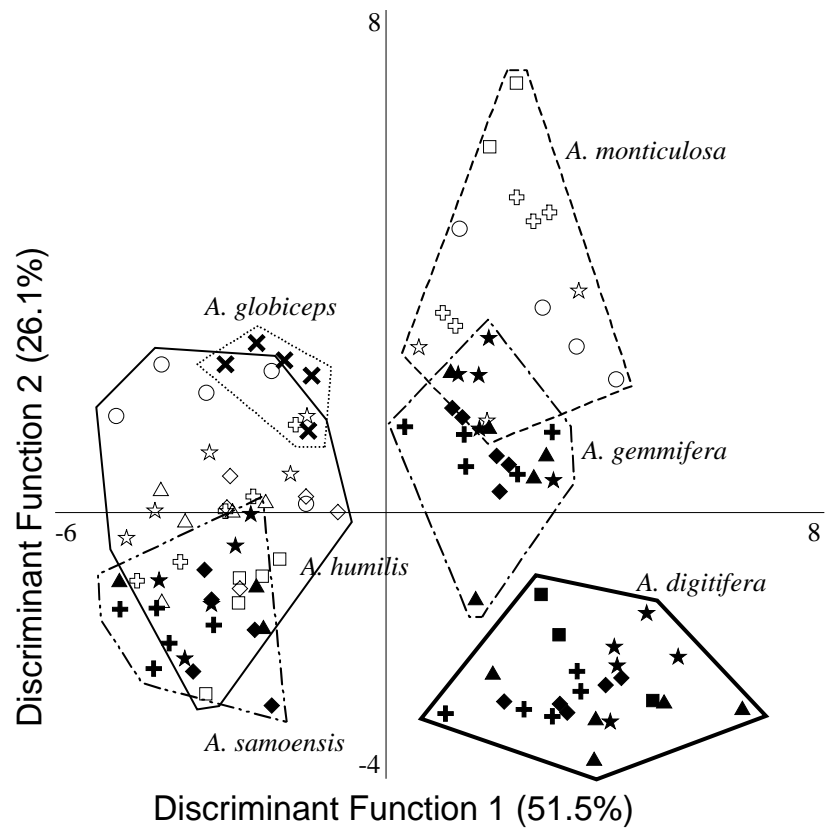 8
A. monticulosa
A. globiceps
Discriminant Function 2 (26.1%)
A. gemmifera
-6
8
A. humilis
A. digitifera
A. samoensis
-4
Discriminant Function 1 (51.5%)